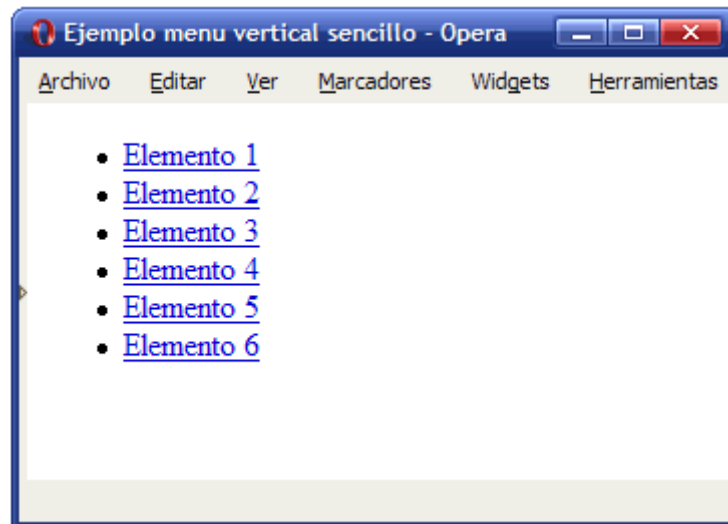 Ejemplo menu vertical sencillo - Opera
Archivo Editar Ver Marcadores Widgets Herramientas
Elemento 1
Elemento 2
Elemento 3
Elemento 4
Elemento 5
Elemento 6